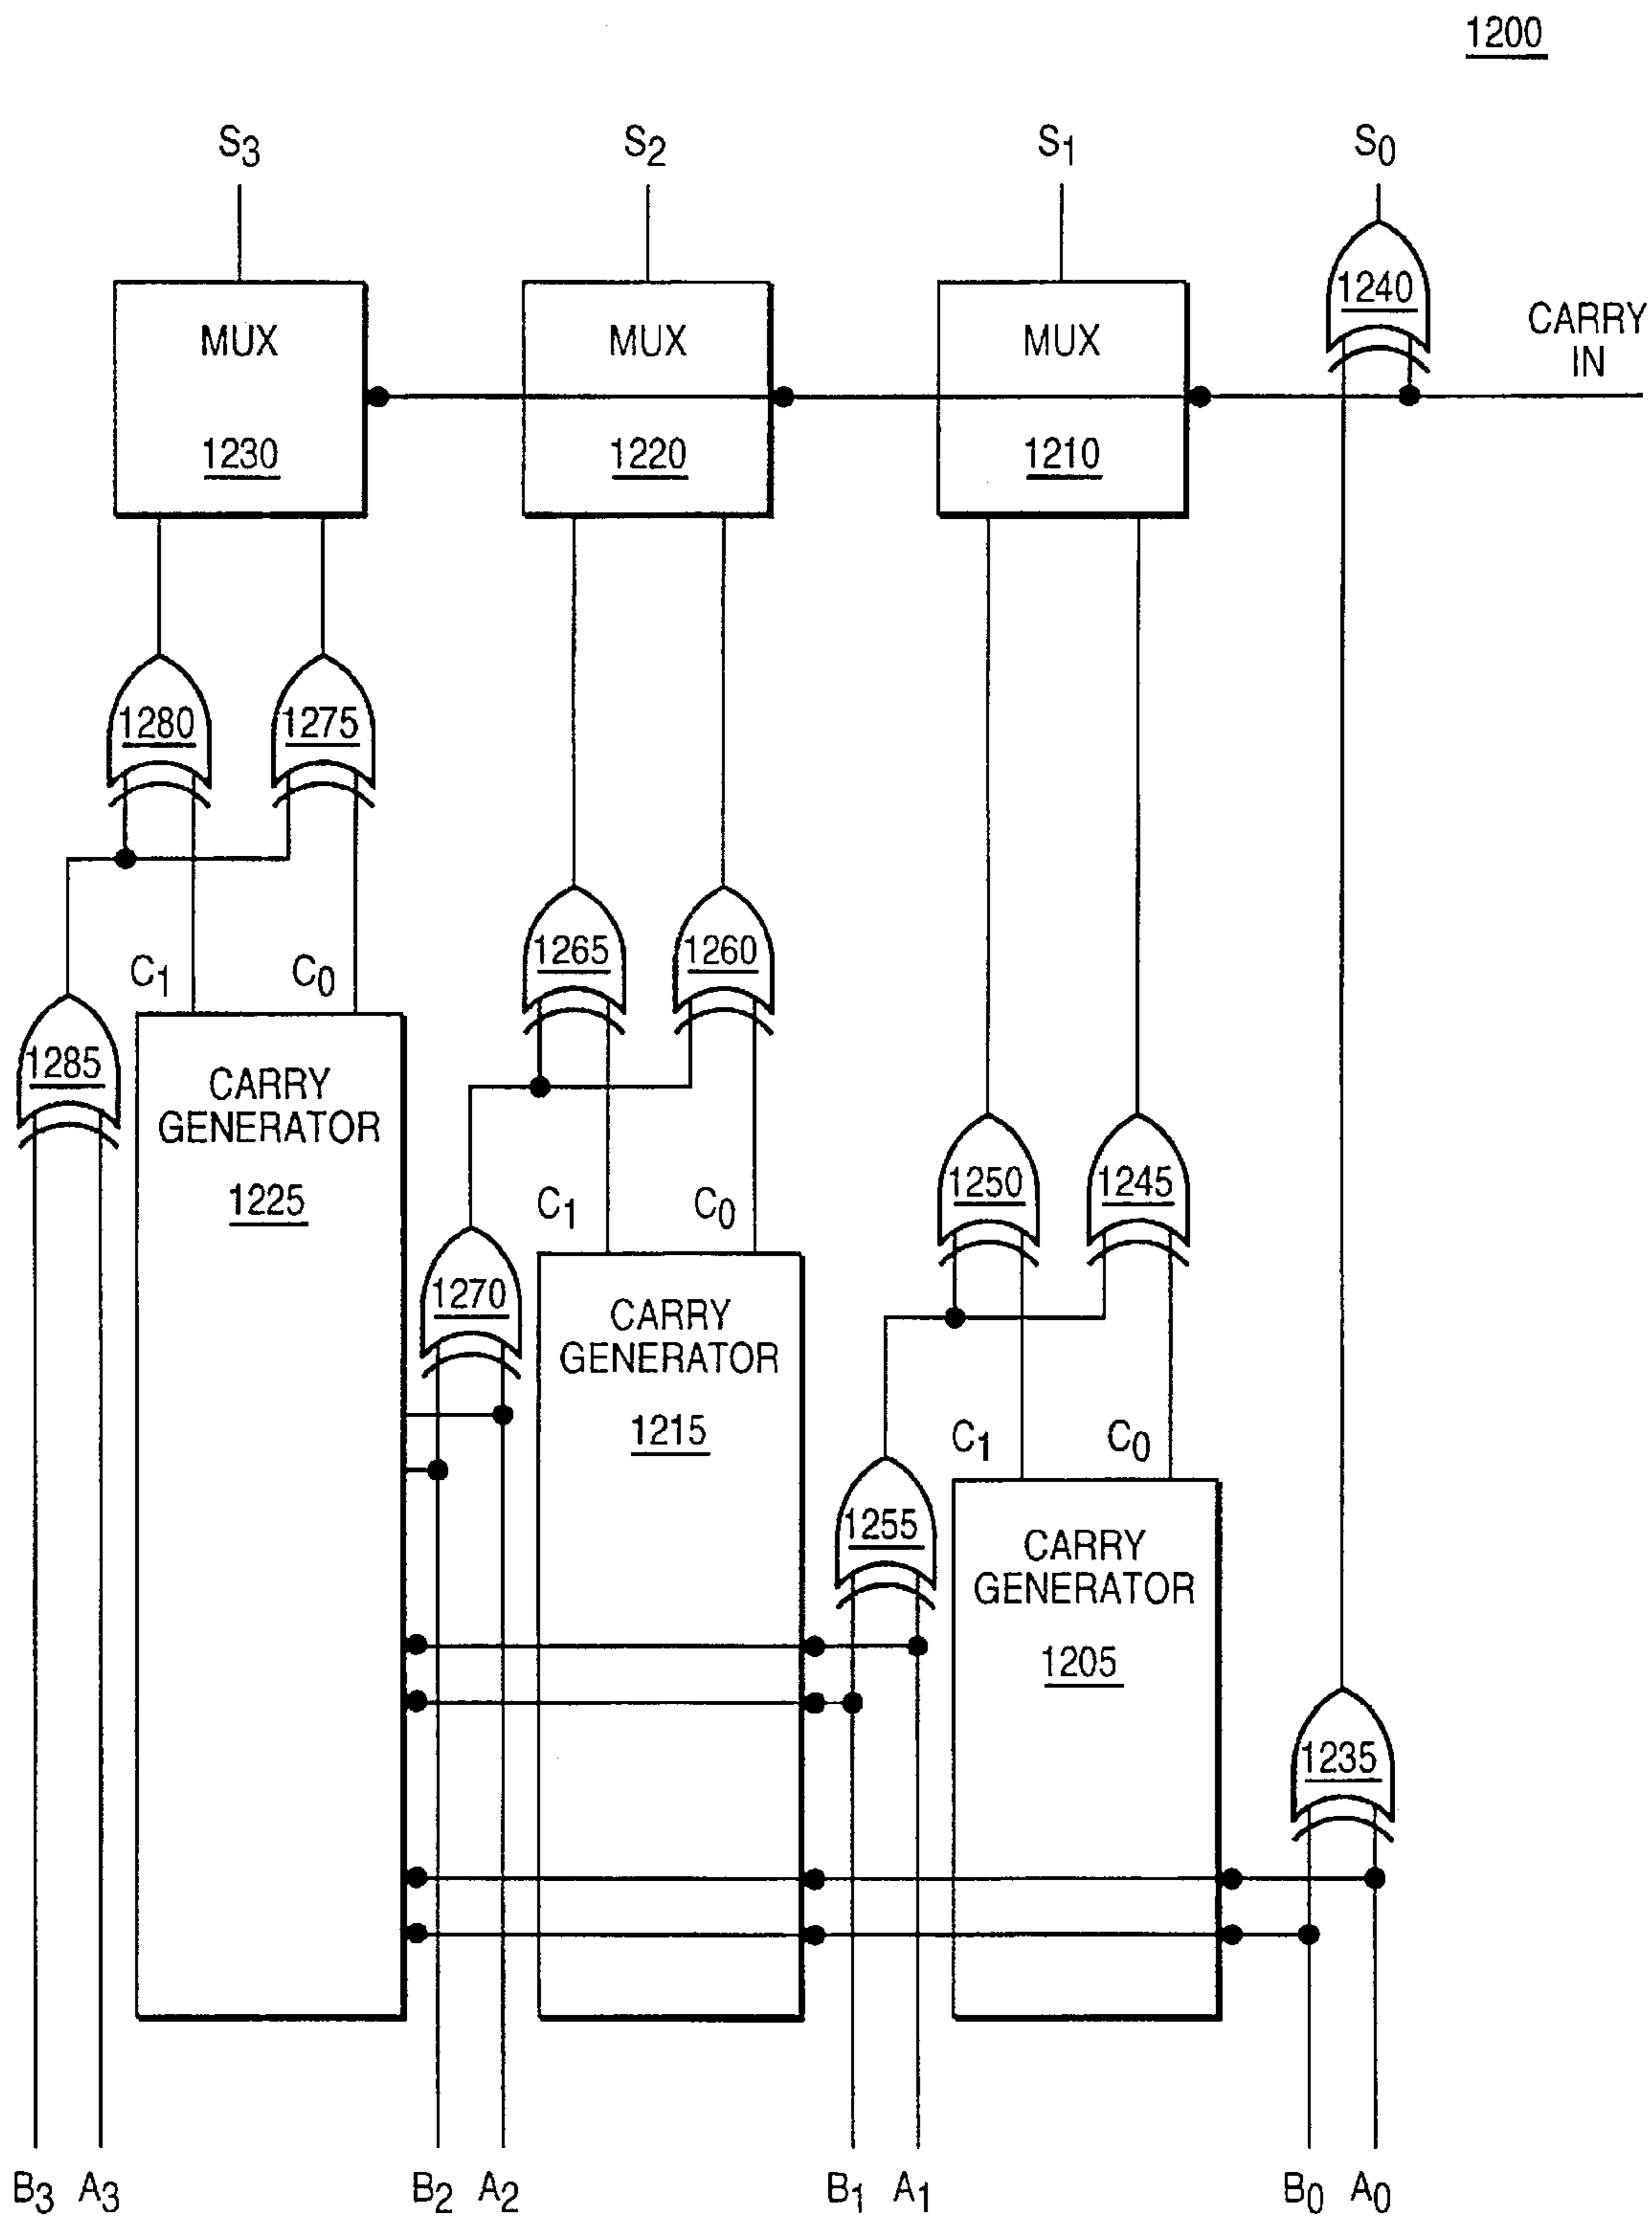 1200
S3 S2 S1 S0
1240
CARRY
IN
MUX MUX MUX
1230 1220 1210
1280 1275
1265 1260
C1 C0
1285
CARRY
GENERATOR
1225
1250 1245
C1 C0
1270
CARRY
GENERATOR
1215
C1 C0
1255
CARRY
GENERATOR
1205
1235
B3 A3 B2 A2 B1 A1 B0 A0